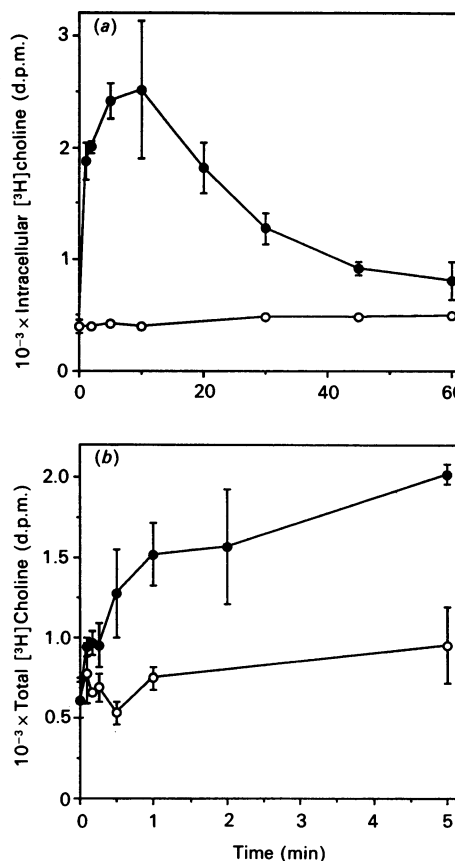 (a)
10⁻³ × Intracellular [³H]choline (d.p.m.)
3
2
1
0
0 20 40 60
(b)
10⁻³ × Total [³H]Choline (d.p.m.)
2.0
1.5
1.0
0.5
0
0 1 2 3 4 5
Time (min)